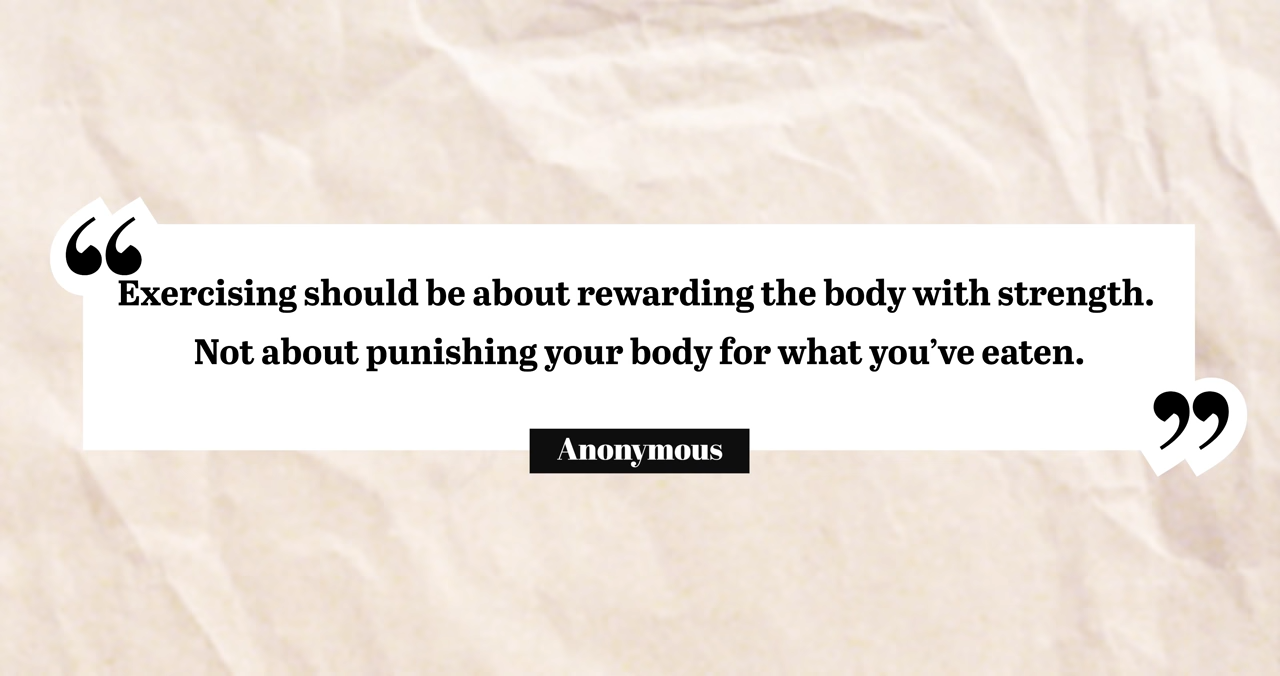 “Exercising should be about rewarding the body with strength.
Not about punishing your body for what you’ve eaten.”
Anonymous